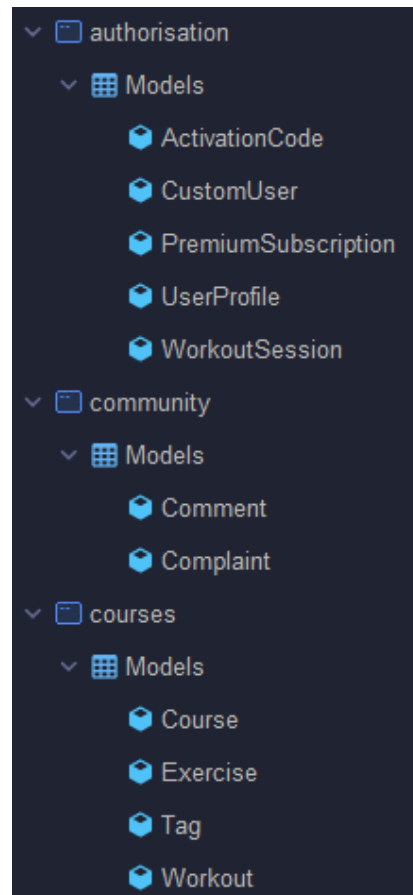 authorisation
Models
ActivationCode
CustomUser
PremiumSubscription
UserProfile
WorkoutSession
community
Models
Comment
Complaint
courses
Models
Course
Exercise
Tag
Workout